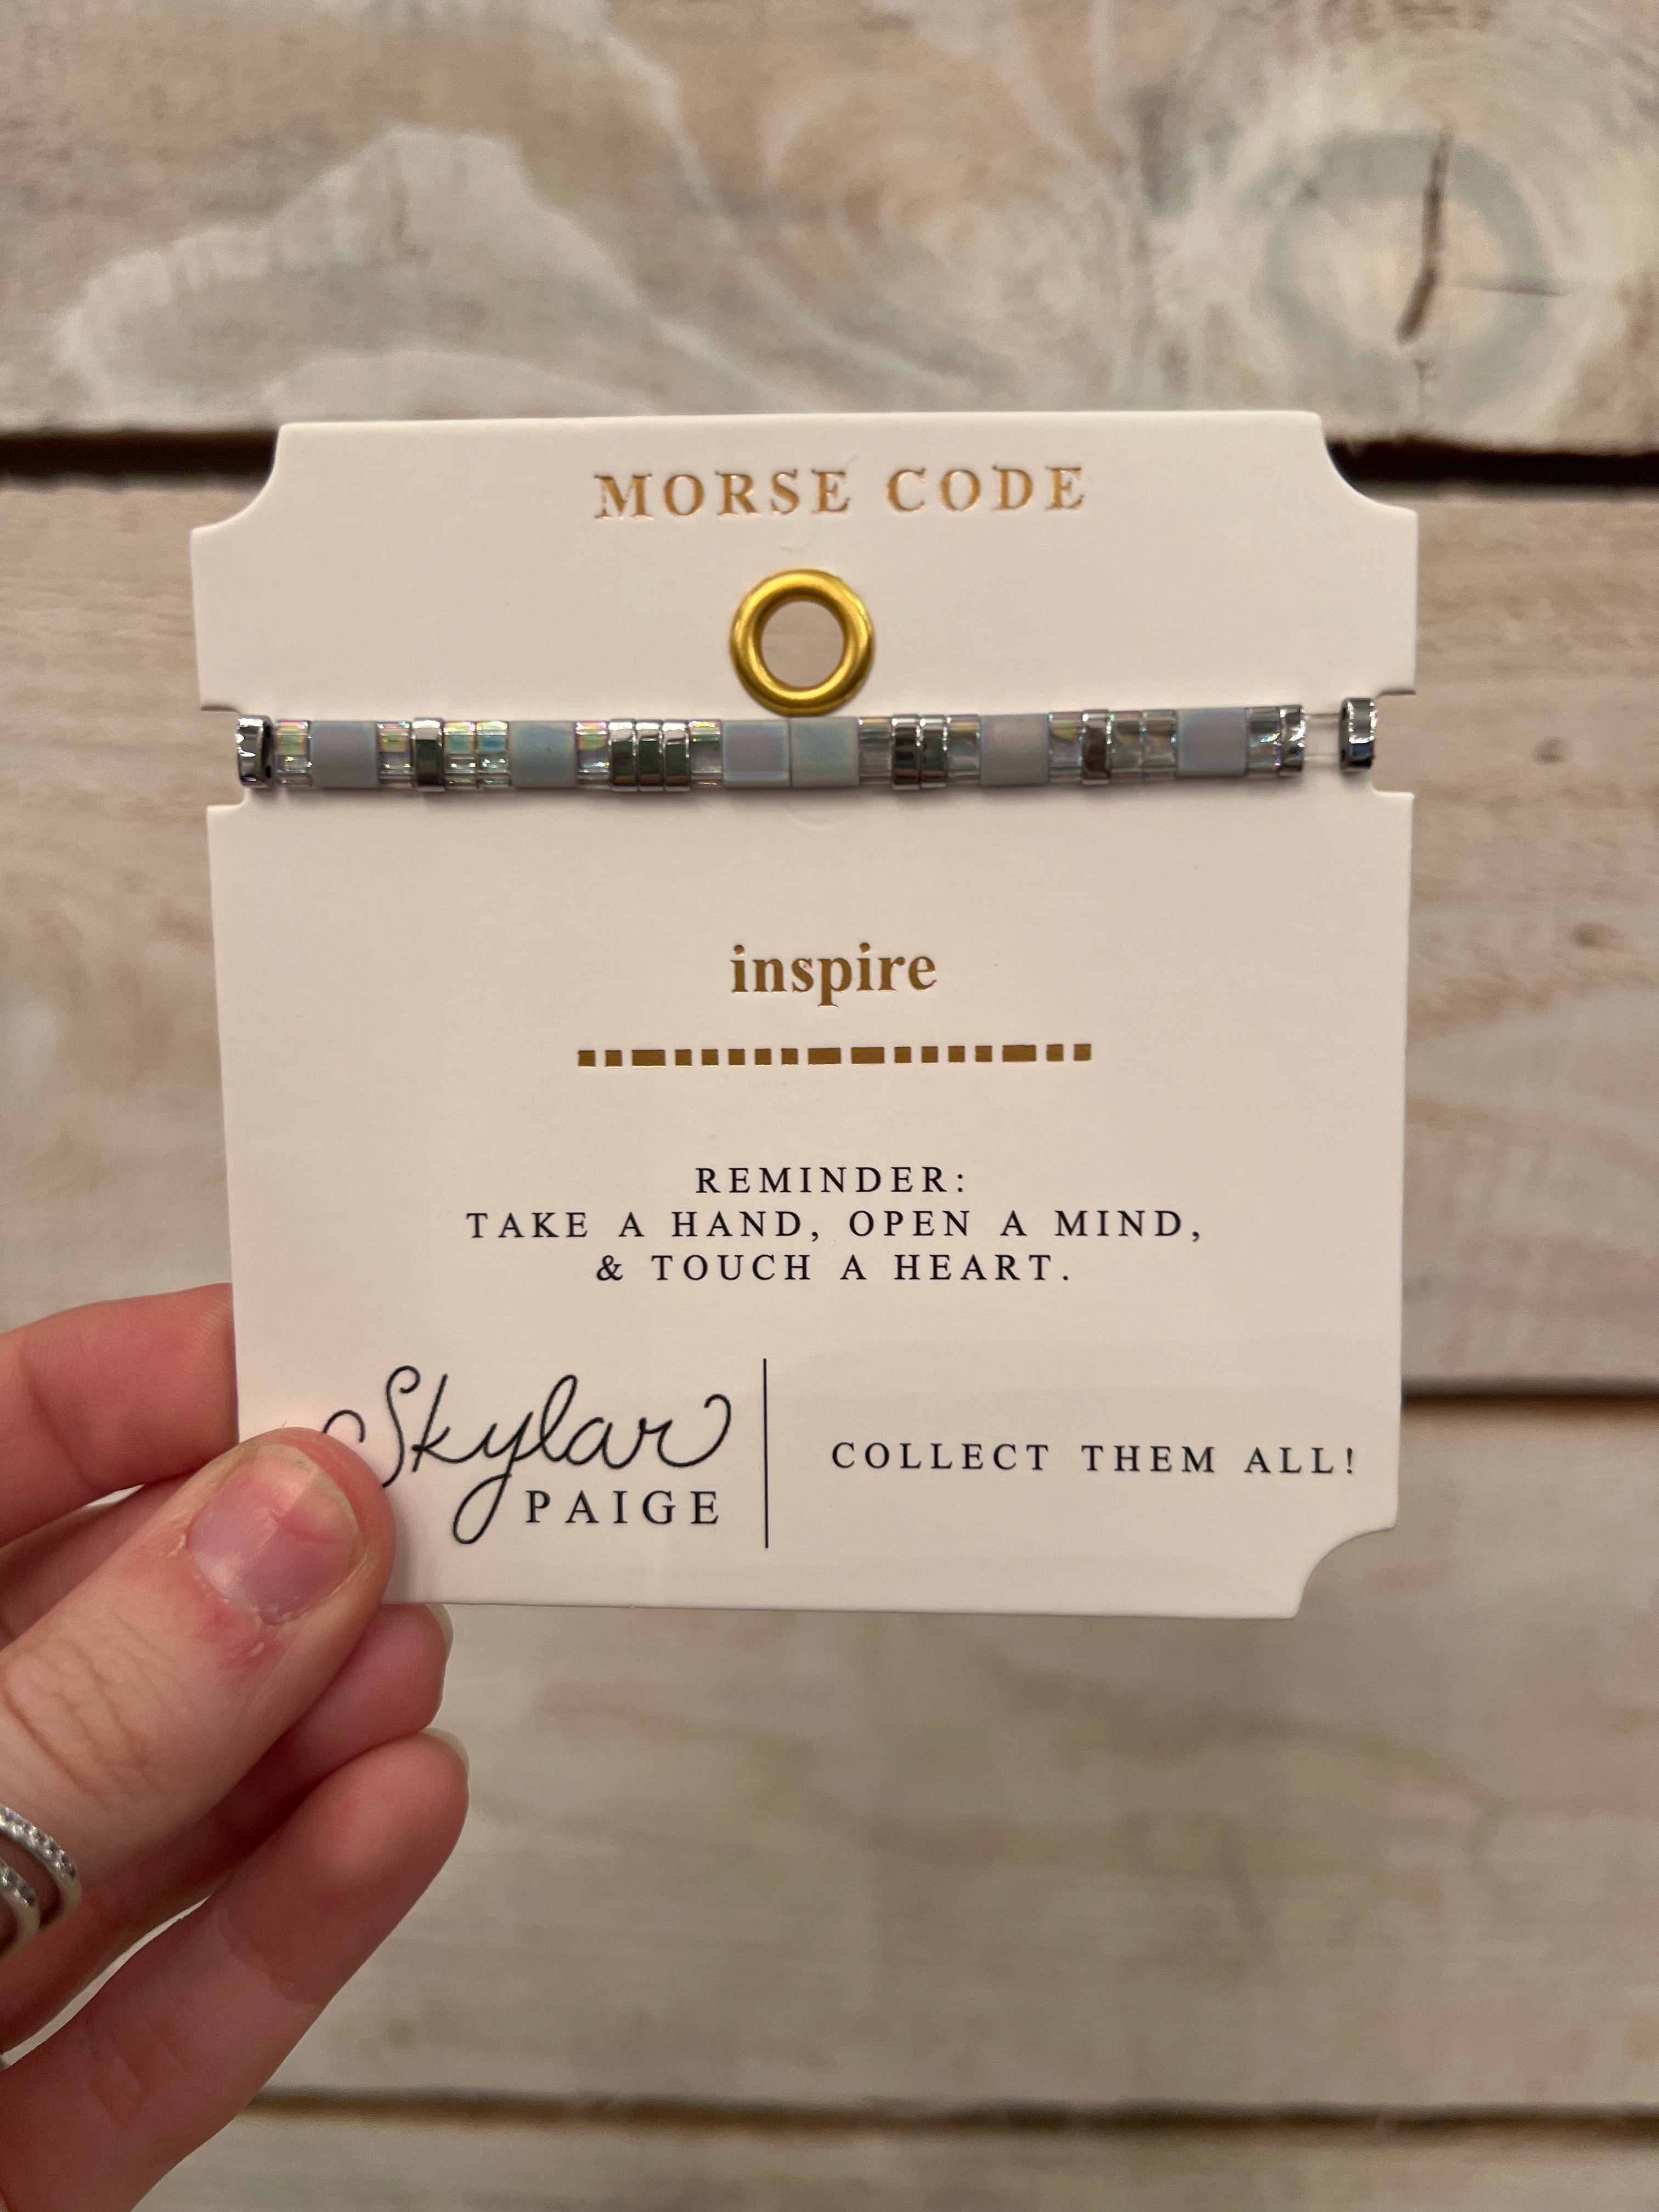 MORSE CODE
inspire
REMINDER:
TAKE A HAND, OPEN A MIND,
& TOUCH A HEART.
Skylar
PAIGE
COLLECT THEM ALL!